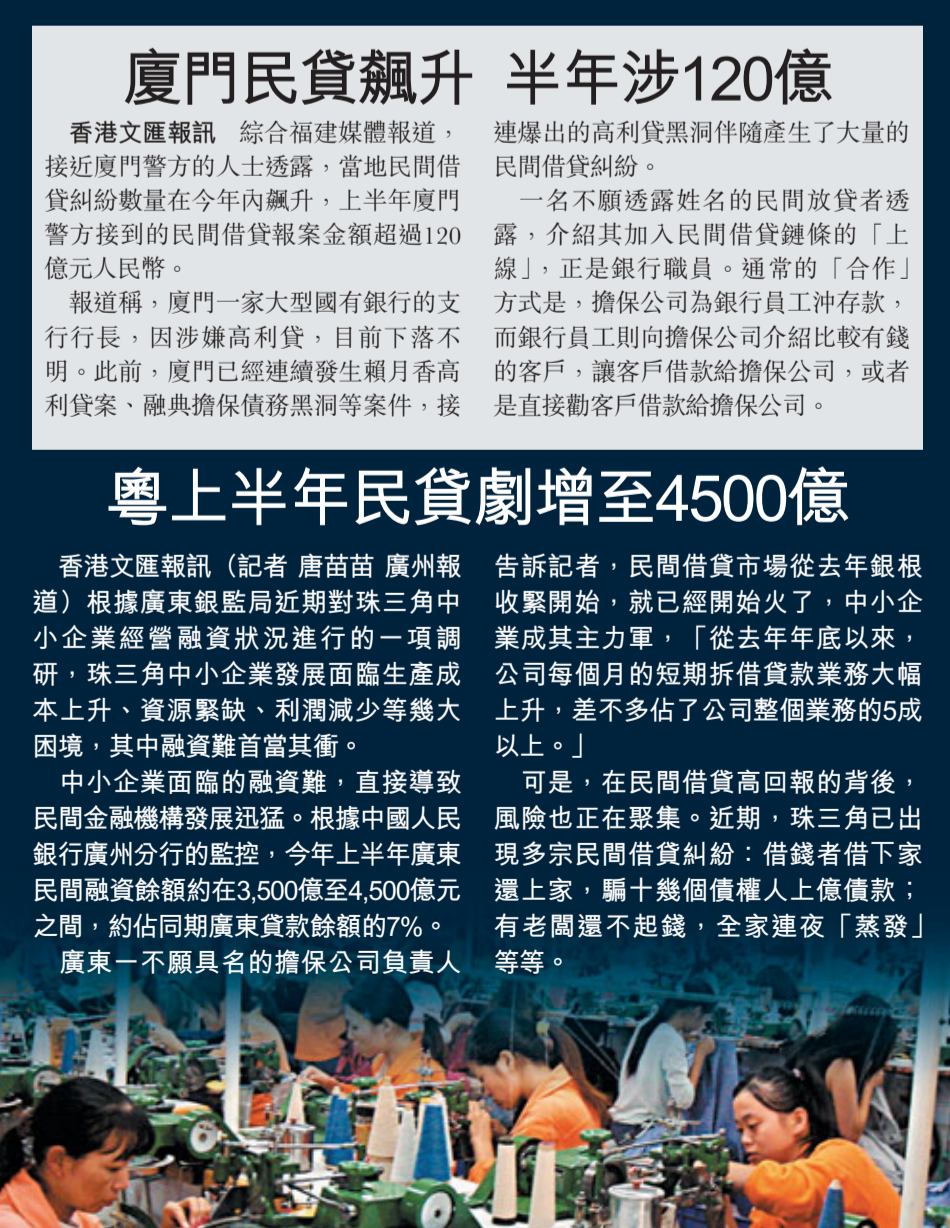 廈門民貸飆升 半年涉120億
香港文匯報訊 綜合福建媒體報道，
接近廈門警方的人士透露，當地民間借
貸糾紛數量在今年內飆升，上半年廈門
警方接到的民間借貸報案金額超過120
億元人民幣。
報道稱，廈門一家大型國有銀行的支
行行長，因涉嫌高利貸，目前下落不
明。此前，廈門已經連續發生賴月香高
利貸案、融典擔保債務黑洞等案件，接
連爆出的高利貸黑洞伴隨產生了大量的
民間借貸糾紛。
一名不願透露姓名的民間放貸者透
露，介紹其加入民間借貸鏈條的「上
線」，正是銀行職員。通常的「合作」
方式是，擔保公司為銀行員工沖存款，
而銀行員工則向擔保公司介紹比較有錢
的客戶，讓客戶借款給擔保公司，或者
是直接勸客戶借款給擔保公司。
粵上半年民貸劇增至4500億
香港文匯報訊（記者 唐苗苗 廣州報
道）根據廣東銀監局近期對珠三角中
小企業經營融資狀況進行的一項調
研，珠三角中小企業發展面臨生產成
本上升、資源緊缺、利潤減少等幾大
困境，其中融資難首當其衝。
中小企業面臨的融資難，直接導致
民間金融機構發展迅猛。根據中國人民
銀行廣州分行的監控，今年上半年廣東
民間融資餘額約在3,500億至4,500億元
之間，約佔同期廣東貸款餘額的7%。
廣東一不願具名的擔保公司負責人
告訴記者，民間借貸市場從去年銀根
收緊開始，就已經開始火了，中小企
業成其主力軍，「從去年年底以來，
公司每個月的短期拆借貸款業務大幅
上升，差不多佔了公司整個業務的5成
以上。」
可是，在民間借貸高回報的背後，
風險也正在聚集。近期，珠三角已出
現多宗民間借貸糾紛：借錢者借下家
還上家，騙十幾個債權人上億債款；
有老闆還不起錢，全家連夜「蒸發」
等等。